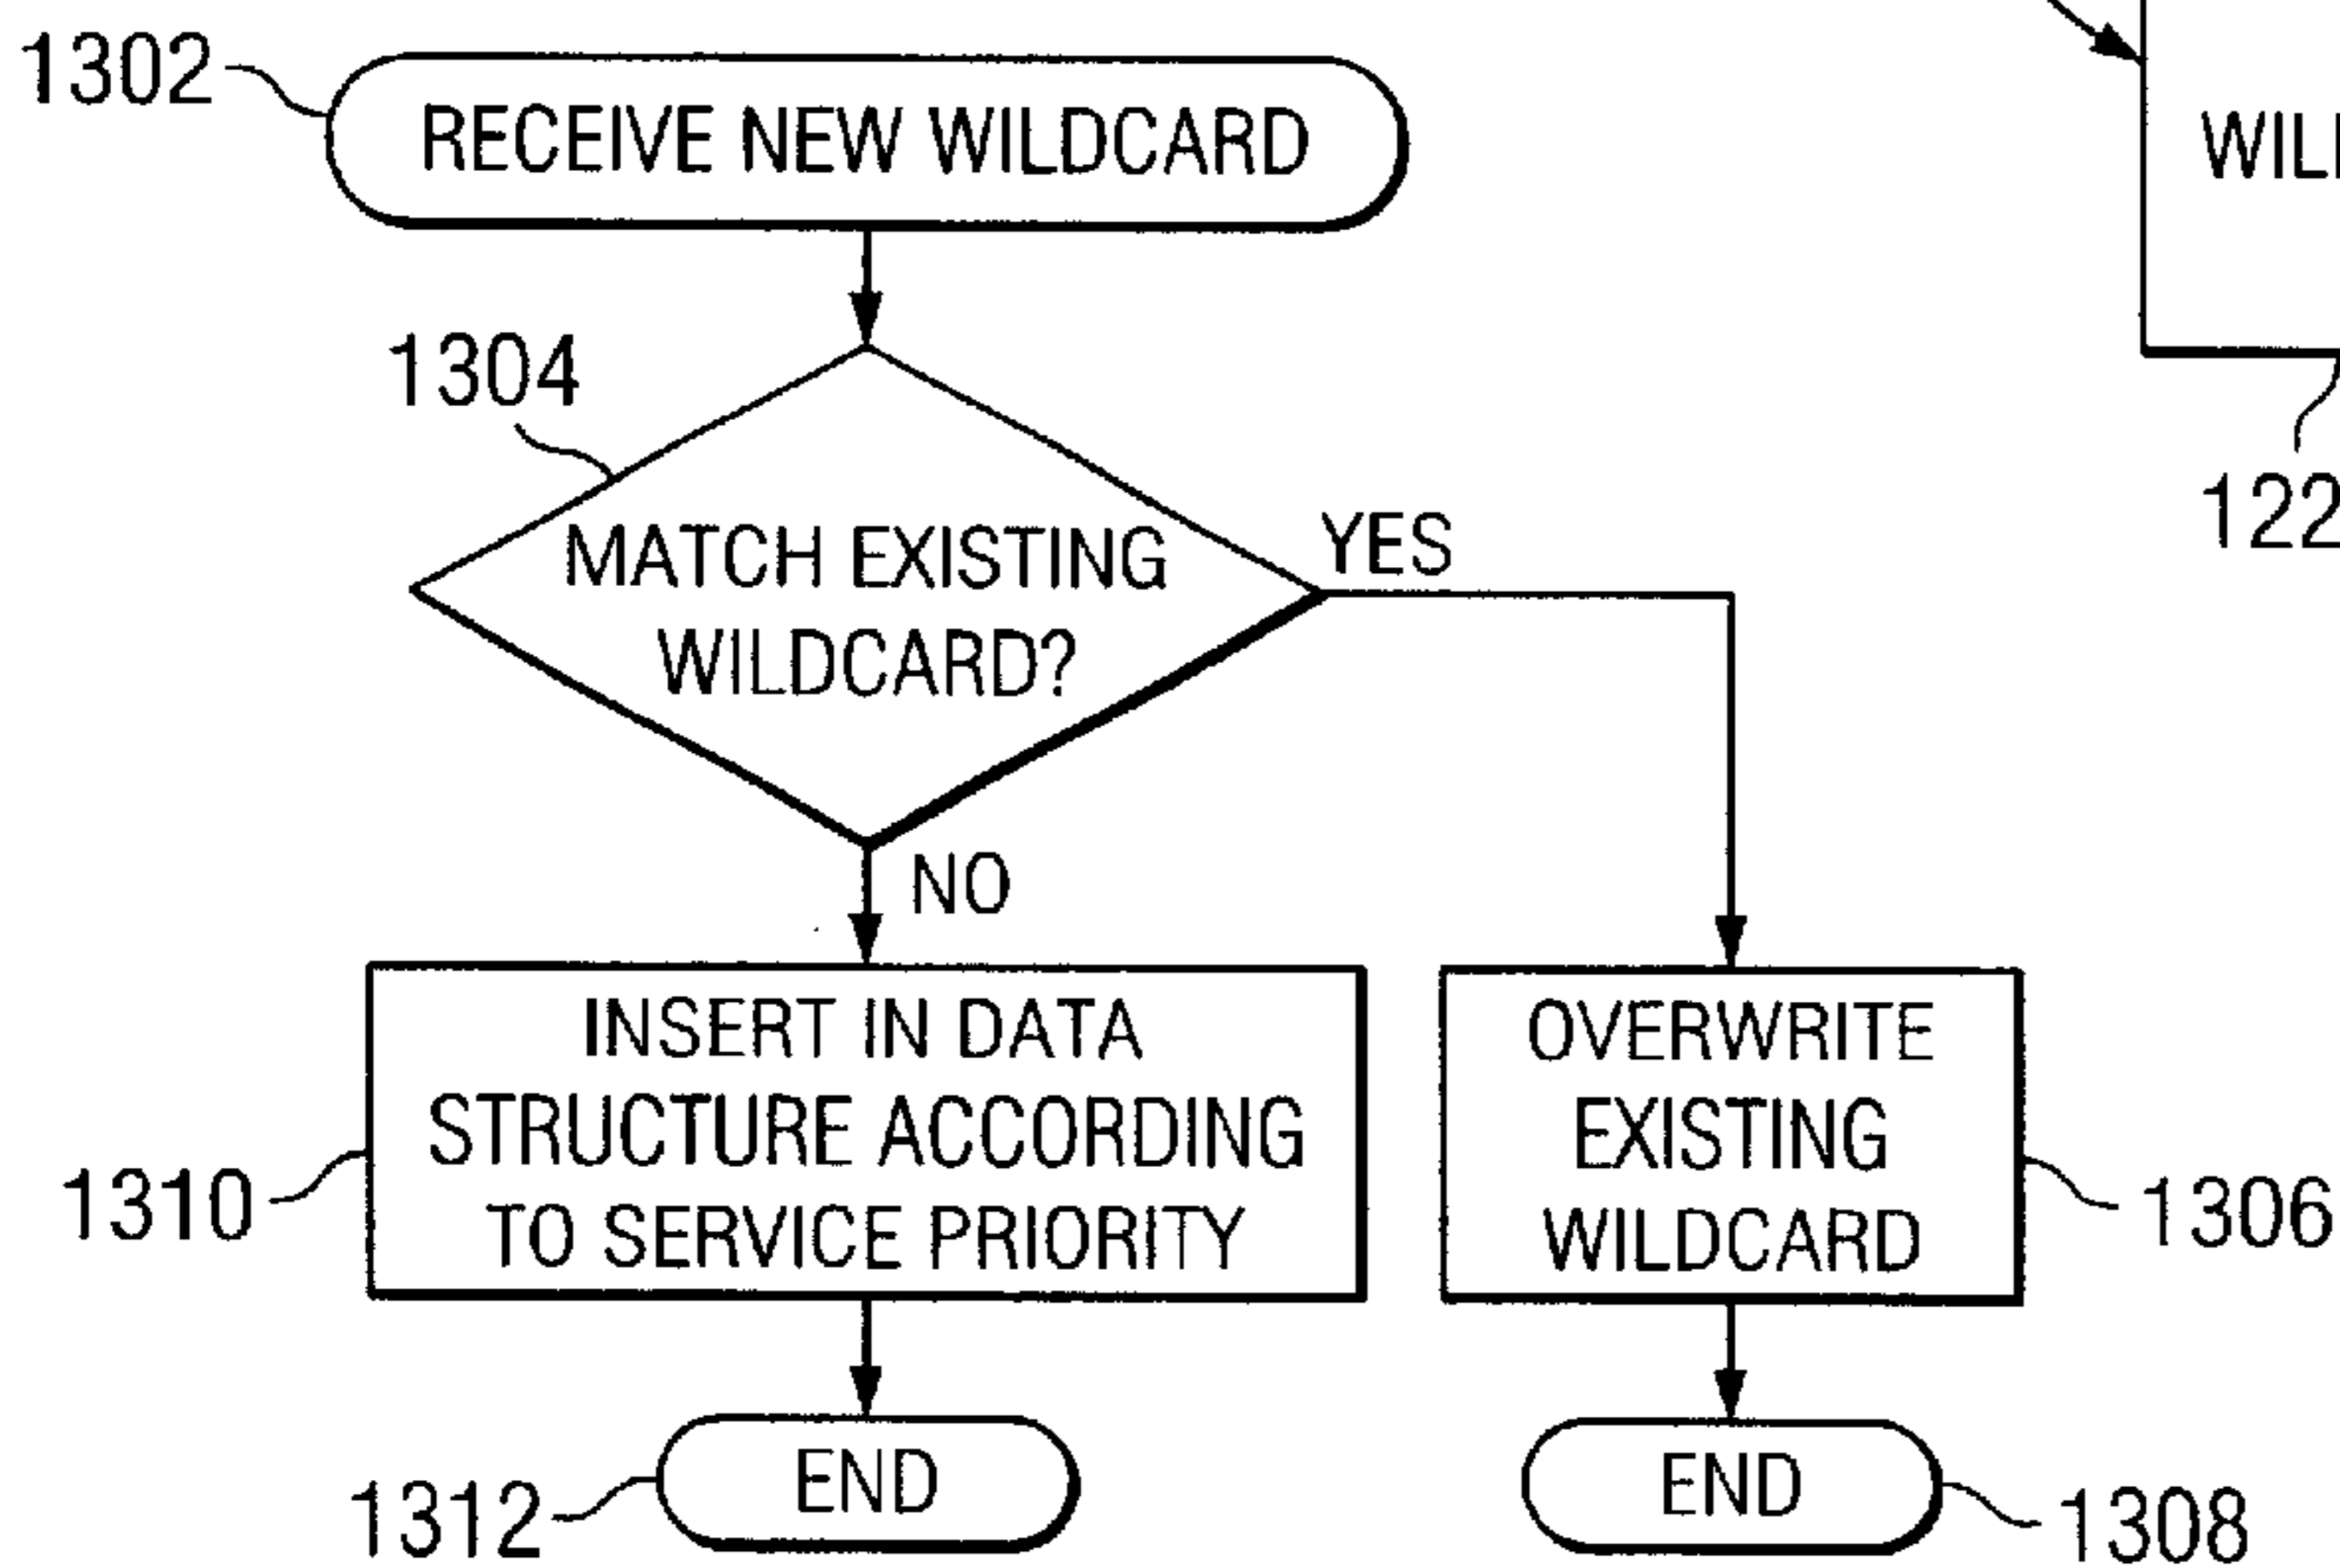 1302
RECEIVE NEW WILDCARD
1304
MATCH EXISTING
WILDCARD?
YES
NO
INSERT IN DATA
STRUCTURE ACCORDING
TO SERVICE PRIORITY
1310
OVERWRITE
EXISTING
WILDCARD
1306
END
1312
END
1308